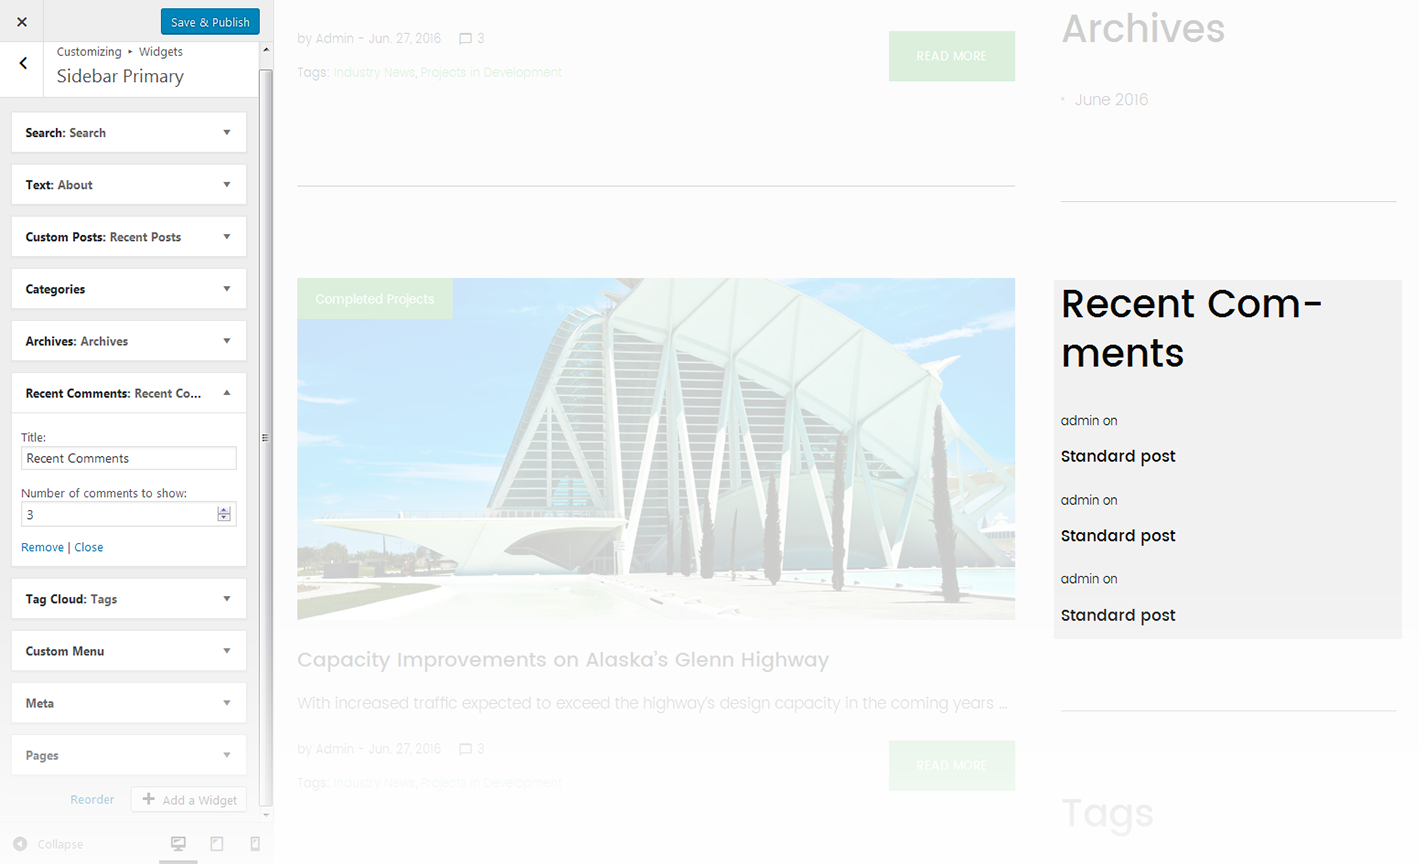 Save & Publish
Customizing ▸ Widgets
Sidebar Primary
Search: Search
Text: About
Custom Posts: Recent Posts
Categories
Archives: Archives
Recent Comments: Recent Co...
Title:
Recent Comments
Number of comments to show:
3
Remove | Close
Tag Cloud: Tags
Custom Menu
Meta
Pages
Reorder
Add a Widget
Collapse
by Admin - Jun. 27, 2016 3
READ MORE
Tags: Industry News, Projects in Development
Completed Projects
Capacity Improvements on Alaska's Glenn Highway
With increased traffic expected to exceed the highway's design capacity in the coming years ...
by Admin - Jun. 27, 2016 3
READ MORE
Tags: Industry News, Projects in Development
Archives
June 2016
Recent Com-
ments
admin on
Standard post
admin on
Standard post
admin on
Standard post
Tags